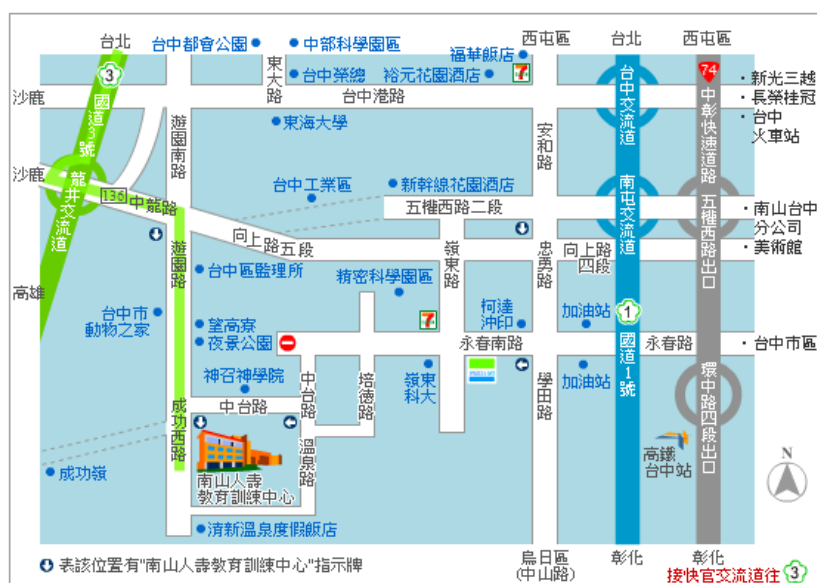 台北
台中都會公園
中部科學園區
福華飯店
西屯區
台北
西屯區
3
東大路
台中榮總
裕元花園酒店
7
74
沙鹿
國道3號
台中港路
台中交流道
中彰快速道路
・新光三越
・長榮桂冠
・台中
火車站
遊園南路
東海大學
安和路
沙鹿
龍井交流道
136
中龍路
台中工業區
新幹線花園酒店
五權西路二段
南屯交流道
五權西路出口
・南山台中
分公司
・美術館
向上路五段
遊園路
嶺東路
忠勇路
向上路
四段
台中區監理所
精密科學園區
高雄
台中市
動物之家
望高寮
夜景公園
7
柯達
沖印
加油站
1
永春南路
永春路
・台中市區
神召神學院
中台路
培德路
嶺東
科大
學田路
加油站
國道1號
環中路四段出口
成功西路
中台路
溫泉路
高鐵
台中站
N
成功嶺
南山人壽
教育訓練中心
清新溫泉度假飯店
表該位置有"南山人壽教育訓練中心"指示牌
烏日區
(中山路)
彰化
彰化
接快官交流道往 3